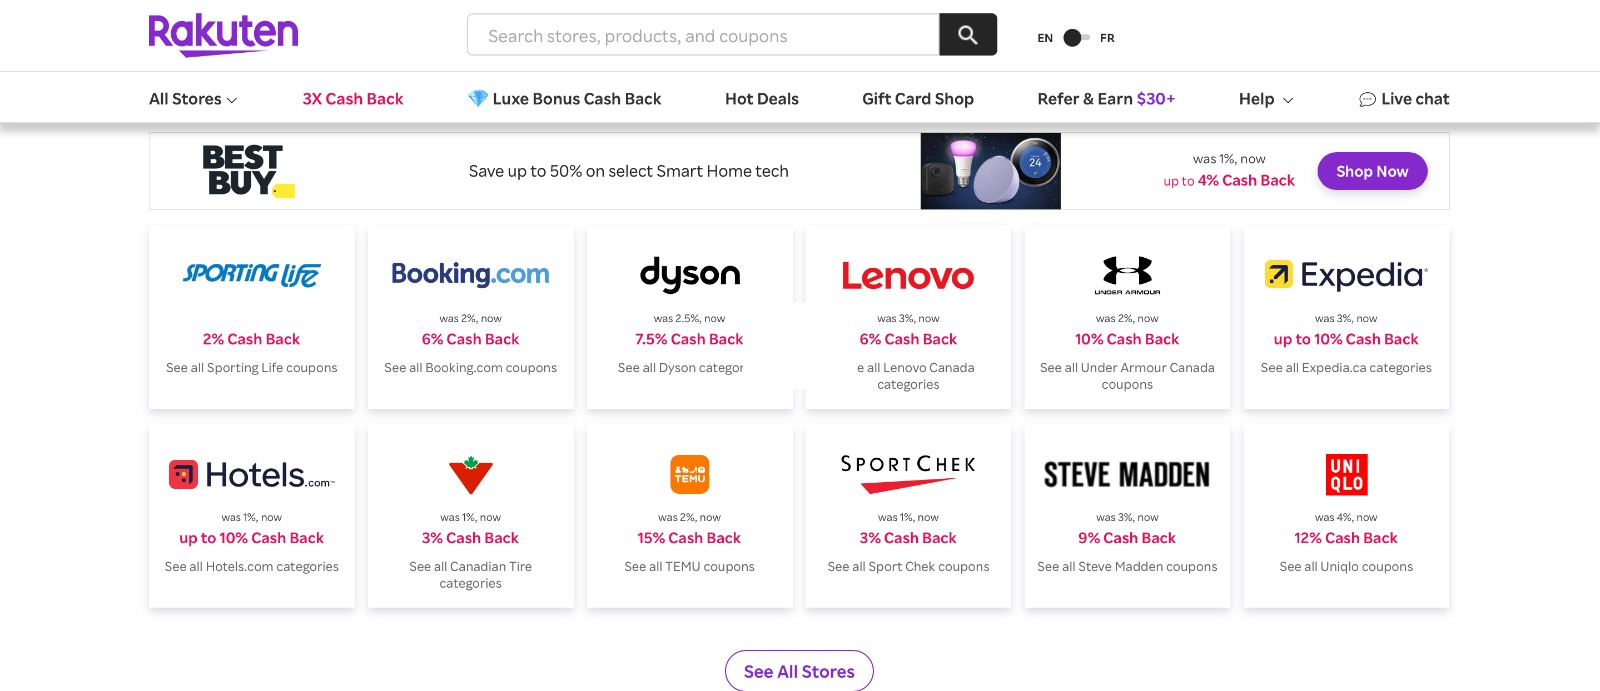 Rakuten
Search stores, products, and coupons
EN FR
All Stores
3X Cash Back
Luxe Bonus Cash Back
Hot Deals
Gift Card Shop
Refer & Earn $30+
Help
Live chat
BEST
BUY
Save up to 50% on select Smart Home tech
24
was 1%, now
up to 4% Cash Back
Shop Now
SPORTING LIFE
2% Cash Back
See all Sporting Life coupons
Booking.com
was 2%, now
6% Cash Back
See all Booking.com coupons
dyson
was 2.5%, now
7.5% Cash Back
See all Dyson categor
Lenovo
was 3%, now
6% Cash Back
e all Lenovo Canada
categories
UNDER ARMOUR
was 2%, now
10% Cash Back
See all Under Armour Canada
coupons
Expedia
was 3%, now
up to 10% Cash Back
See all Expedia.ca categories
Hotels.com™
was 1%, now
up to 10% Cash Back
See all Hotels.com categories
was 1%, now
3% Cash Back
See all Canadian Tire
categories
TEMU
was 2%, now
15% Cash Back
See all TEMU coupons
SPORT CHEK
was 1%, now
3% Cash Back
See all Sport Chek coupons
STEVE MADDEN
was 3%, now
9% Cash Back
See all Steve Madden coupons
UNI
QLO
was 4%, now
12% Cash Back
See all Uniqlo coupons
See All Stores